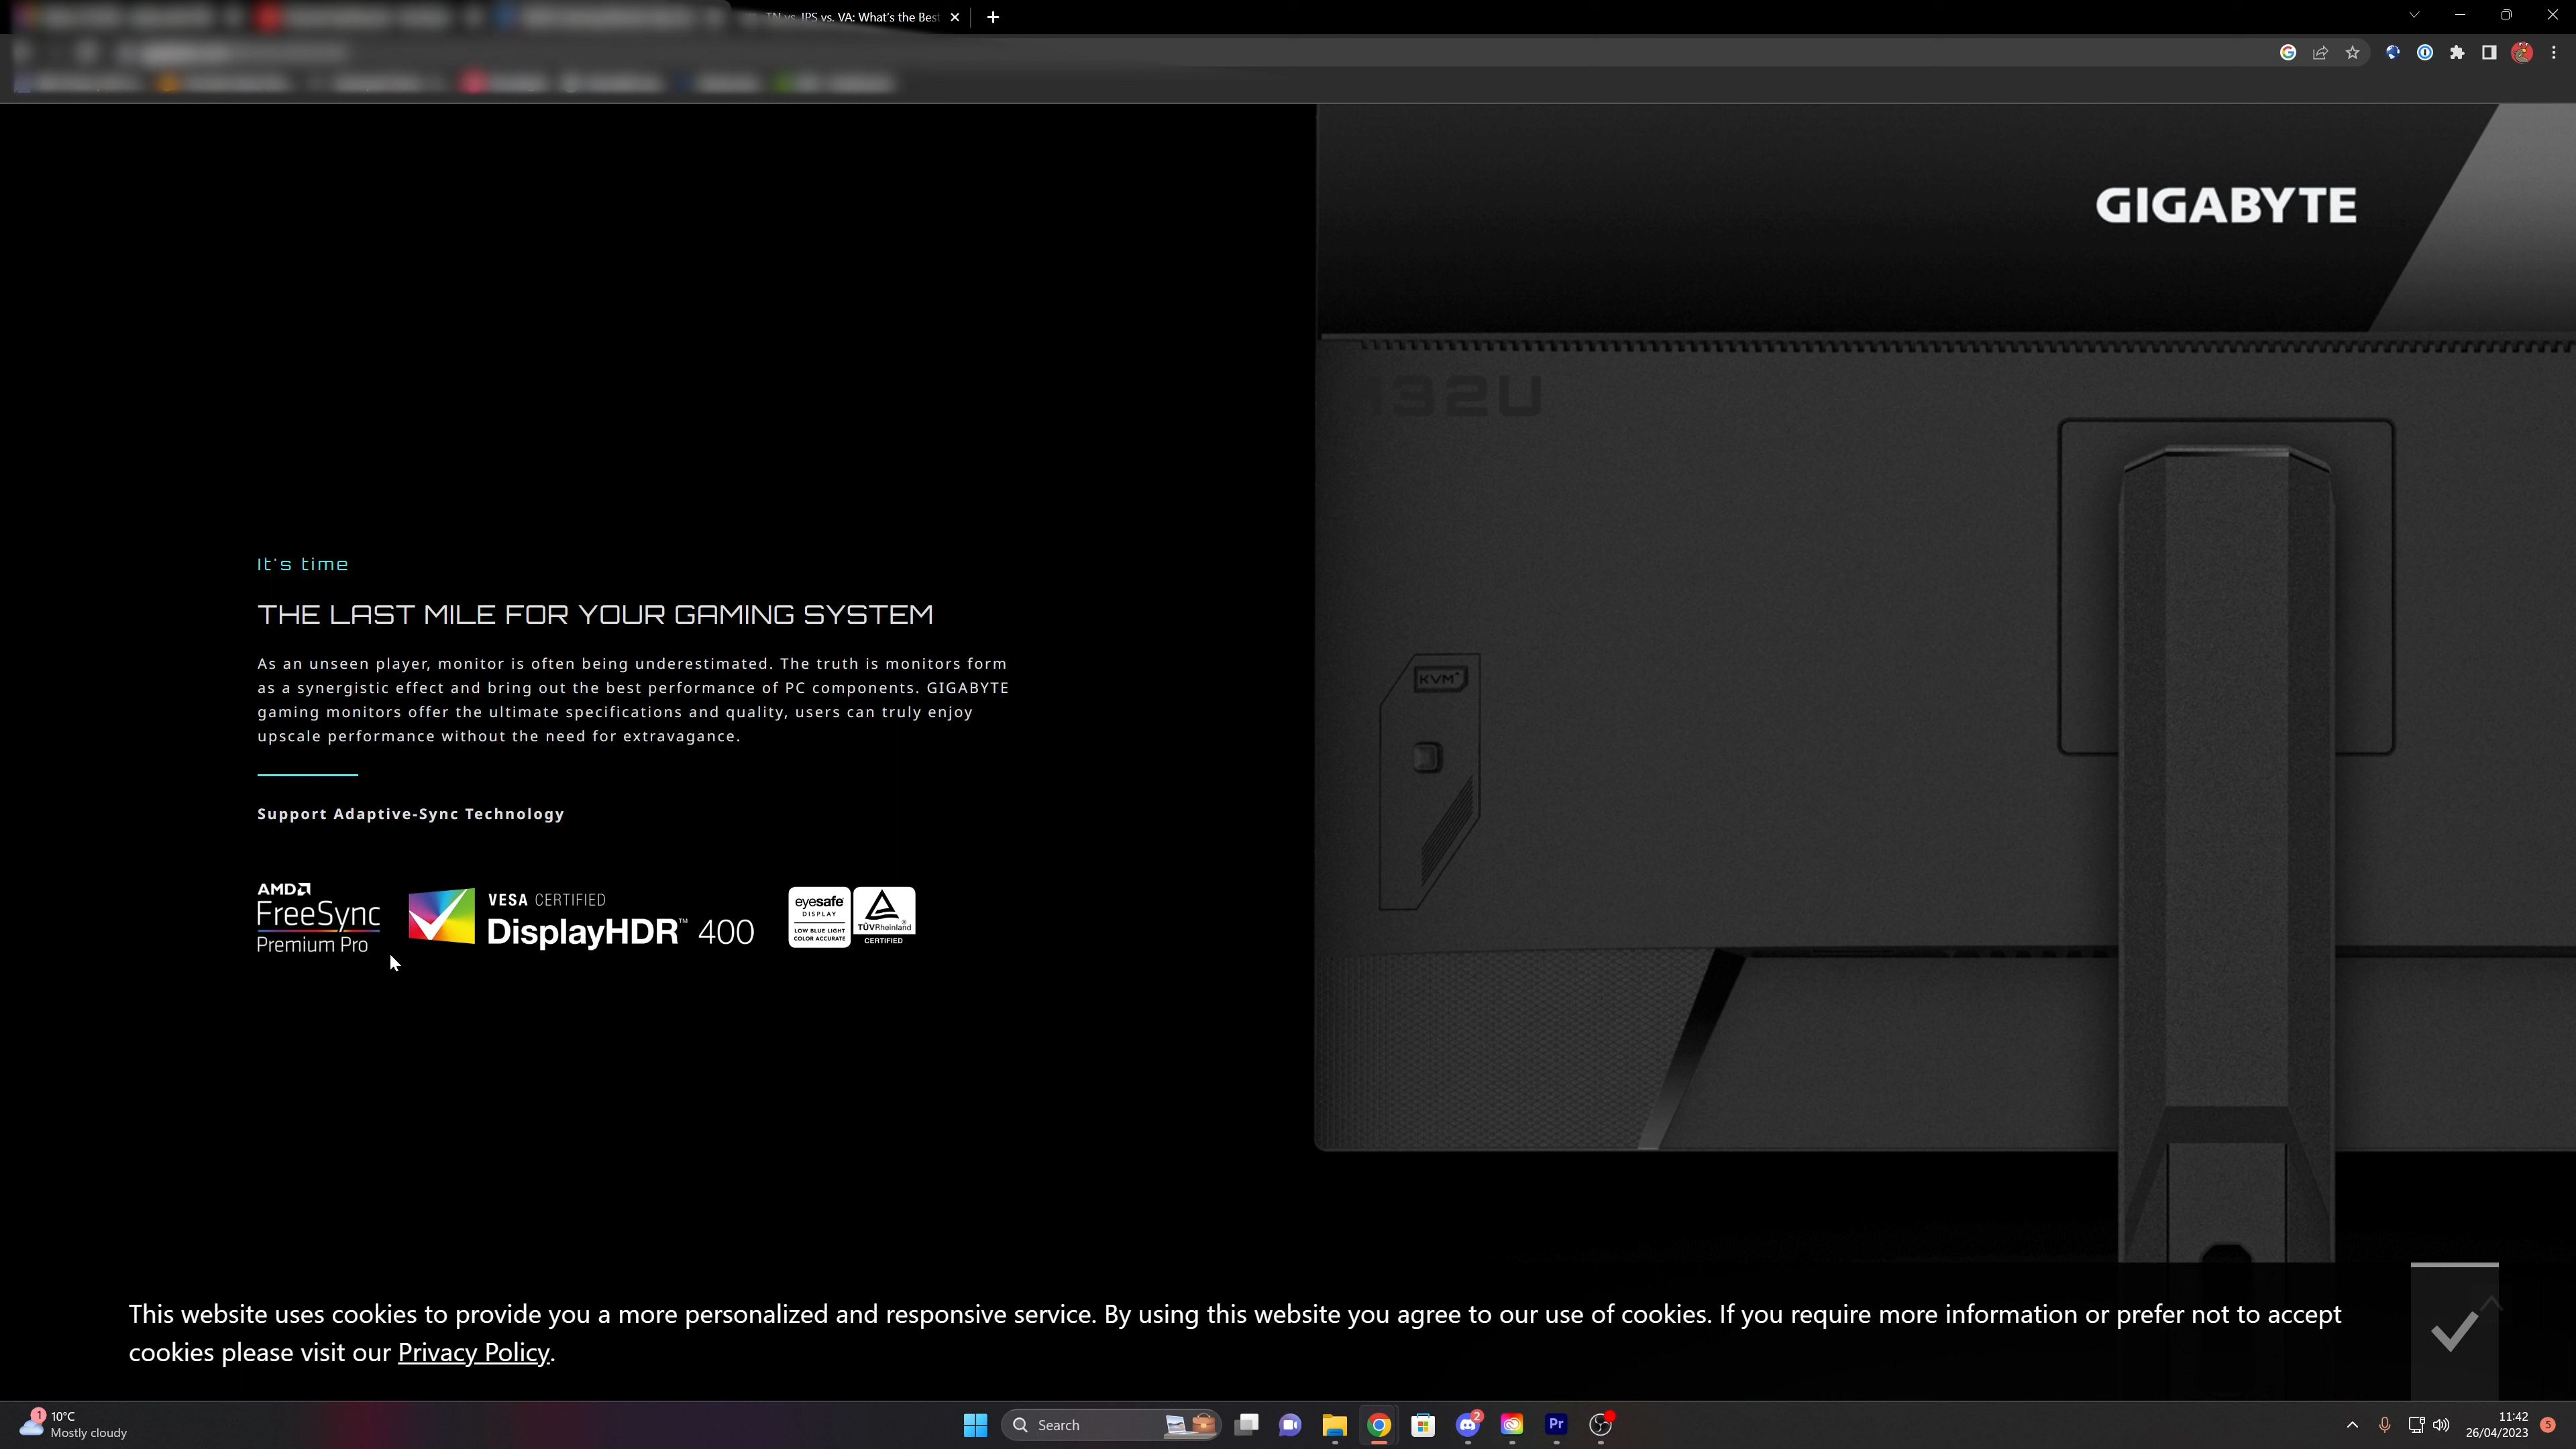 TN vs. IPS vs. VA: What's the Best
GIGABYTE
M32U
KVM
It's time
THE LAST MILE FOR YOUR GAMING SYSTEM
As an unseen player, monitor is often being underestimated. The truth is monitors form
as a synergistic effect and bring out the best performance of PC components. GIGABYTE
gaming monitors offer the ultimate specifications and quality, users can truly enjoy
upscale performance without the need for extravagance.
Support Adaptive-Sync Technology
AMD
FreeSync
Premium Pro
VESA CERTIFIED
DisplayHDR™ 400
eyesafe®
DISPLAY
LOW BLUE LIGHT
COLOR ACCURATE
TÜVRheinland®
CERTIFIED
This website uses cookies to provide you a more personalized and responsive service. By using this website you agree to our use of cookies. If you require more information or prefer not to accept
cookies please visit our Privacy Policy.
1
10°C
Mostly cloudy
Search
2
Pr
11:42
26/04/2023
5